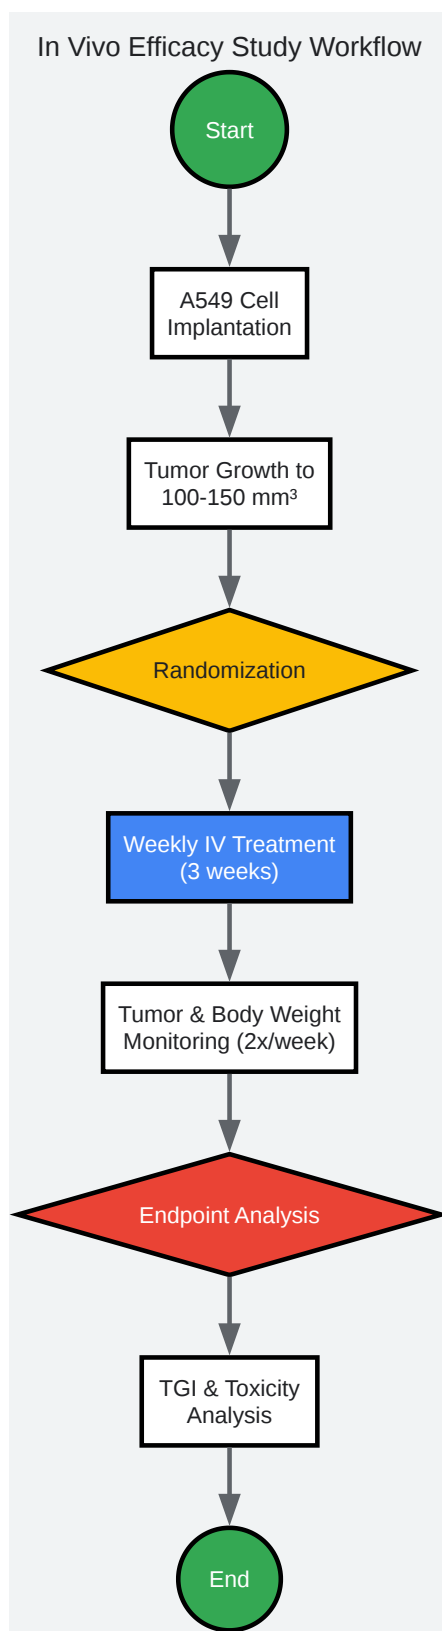 In Vivo Efficacy Study Workflow
Start
A549 Cell
Implantation
Tumor Growth to
100-150 mm³
Randomization
Weekly IV Treatment
(3 weeks)
Tumor & Body Weight
Monitoring (2x/week)
Endpoint Analysis
TGI & Toxicity
Analysis
End